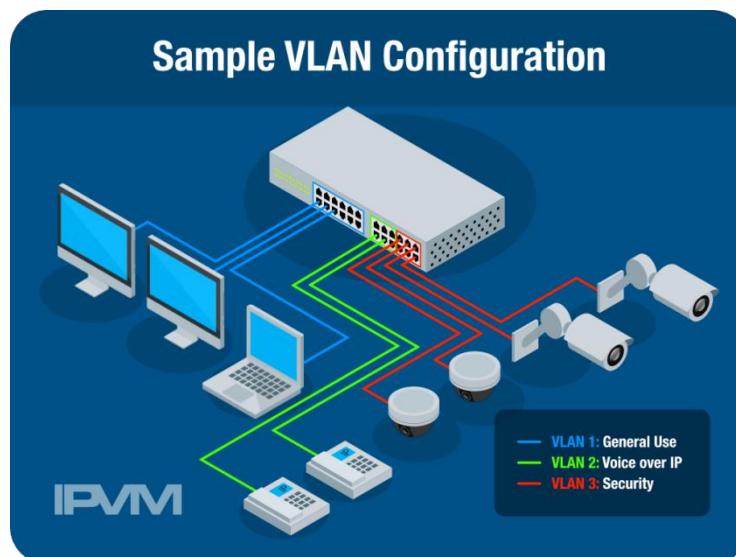 Sample VLAN Configuration
VLAN 1: General Use
VLAN 2: Voice over IP
VLAN 3: Security
IPVM